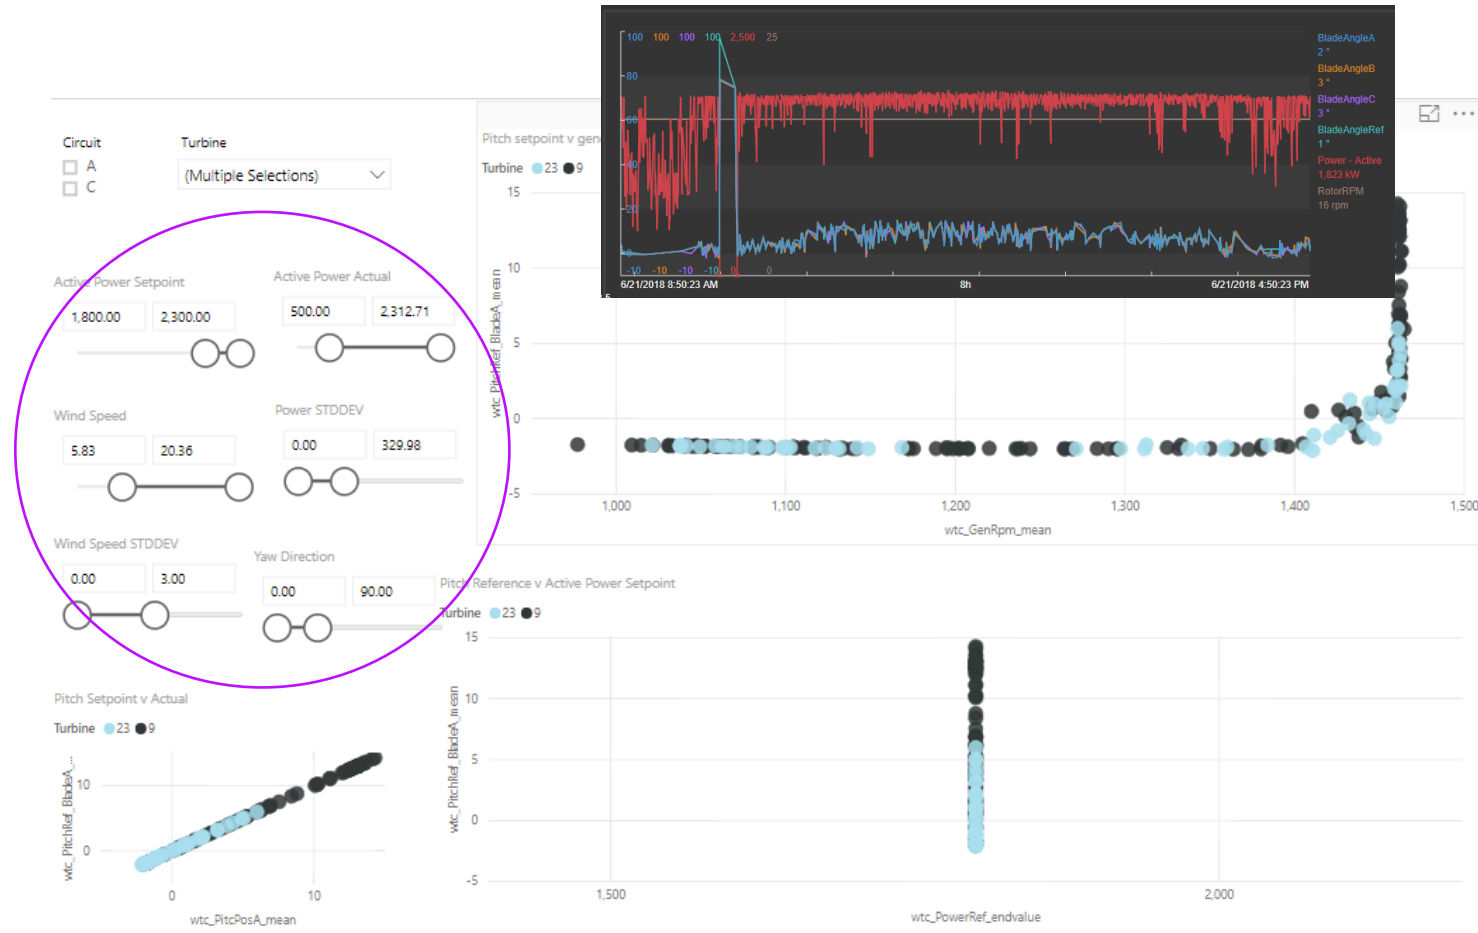 100 100 100 100 2,500 25
80
60
40
20
0
-10 -10 -10 -10 0 0
6/21/2018 8:50:23 AM 8h 6/21/2018 4:50:23 PM
BladeAngleA
2 °
BladeAngleB
3 °
BladeAngleC
3 °
BladeAngleRef
1 °
Power - Active
1,823 kW
RotorRPM
16 rpm
Circuit
A
C
Turbine
(Multiple Selections)
Active Power Setpoint
1,800.00 2,300.00
Active Power Actual
500.00 2,312.71
Wind Speed
5.83 20.36
Power STDDEV
0.00 329.98
Wind Speed STDDEV
0.00 3.00
Yaw Direction
0.00 90.00
Pitch setpoint v gen
Turbine 23 9
15
10
5
0
-5
wtc_PitchRef_BladeA_mean
1,000 1,100 1,200 1,300 1,400 1,500
wtc_GenRpm_mean
Pitch Reference v Active Power Setpoint
Turbine 23 9
15
10
5
0
-5
wtc_PitchRef_BladeA_mean
1,500 2,000
wtc_PowerRef_endvalue
Pitch Setpoint v Actual
Turbine 23 9
10
0
wtc_PitchRef_BladeA_...
0 10
wtc_PitcPosA_mean